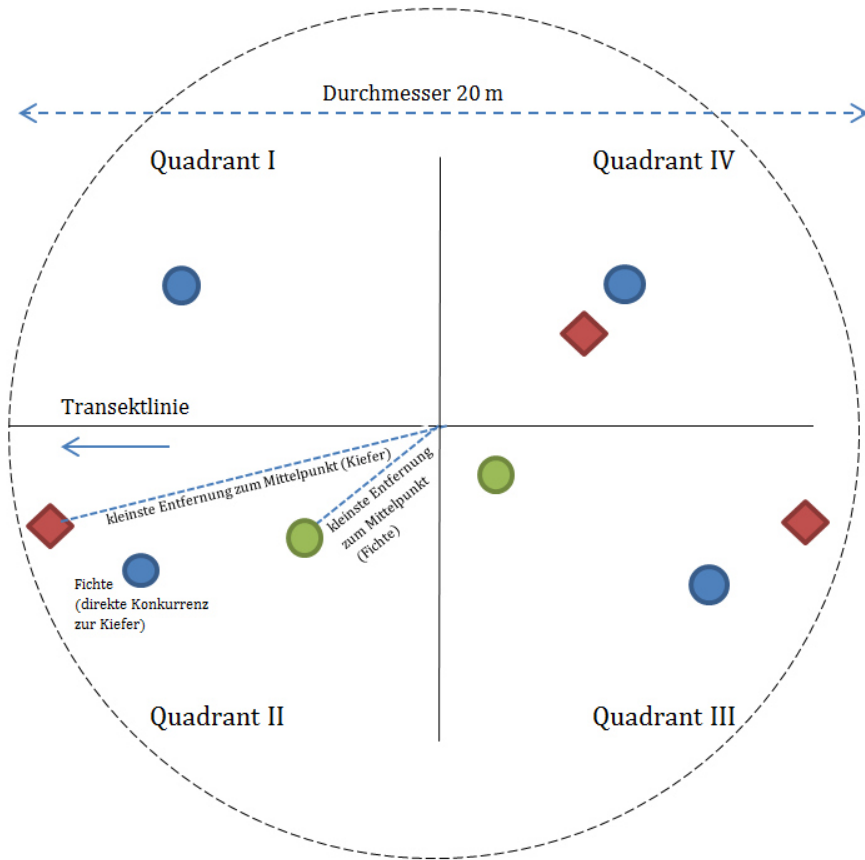 Durchmesser 20 m
Quadrant I
Quadrant IV
Transektlinie
kleinste Entfernung zum Mittelpunkt (Kiefer)
kleinste Entfernung
zum Mittelpunkt
(Fichte)
Fichte
(direkte Konkurrenz
zur Kiefer)
Quadrant II
Quadrant III